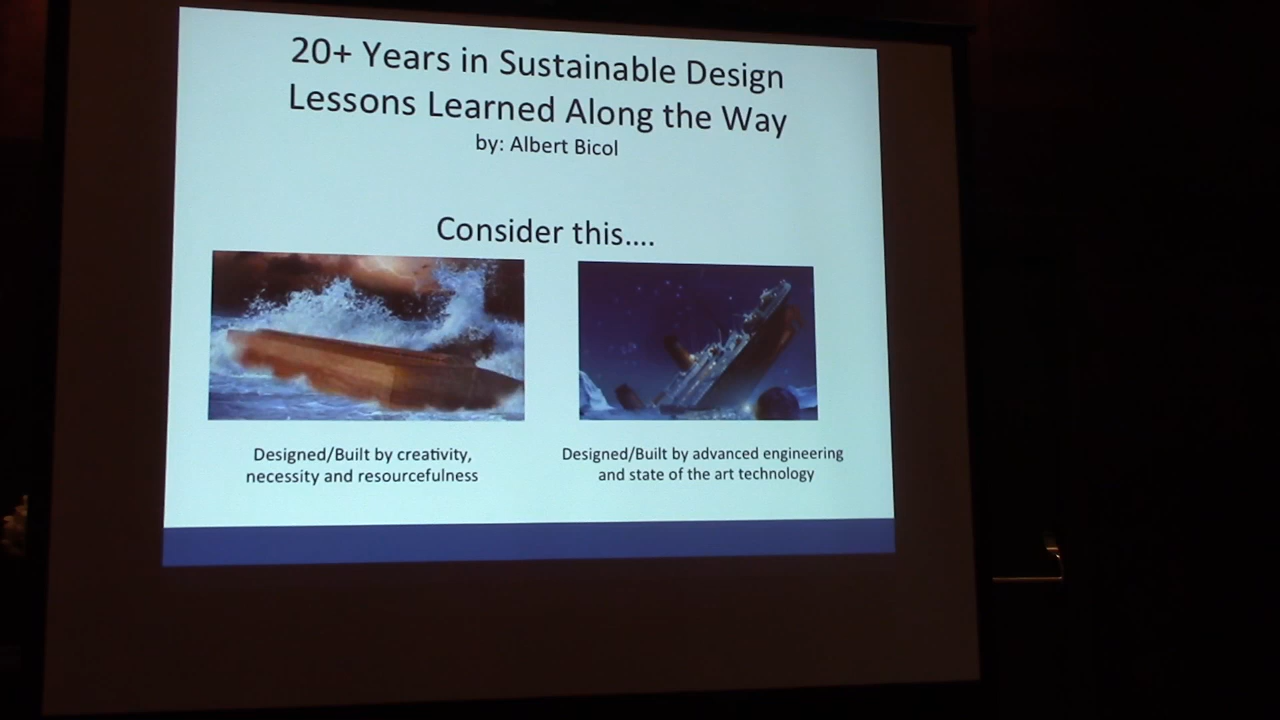 20+ Years in Sustainable Design
Lessons Learned Along the Way
by: Albert Bicol
Consider this....
Designed/Built by creativity,
necessity and resourcefulness
Designed/Built by advanced engineering
and state of the art technology